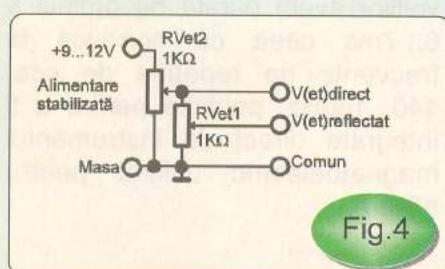 RVet2
+9...12V
1KΩ
Alimentare
stabilizată
V(et)direct
RVet1
V(et)reflectat
1KΩ
Masa
Comun
Fig.4